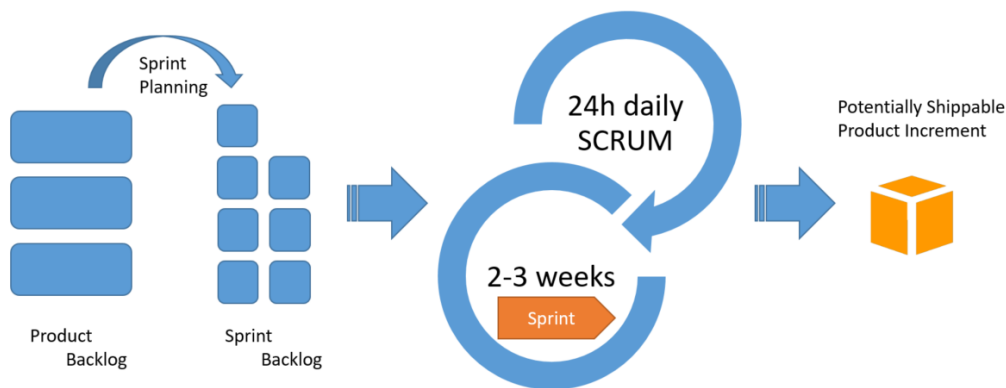 Sprint
Planning
Product
Backlog
Sprint
Backlog
24h daily
SCRUM
2-3 weeks
Sprint
Potentially Shippable
Product Increment